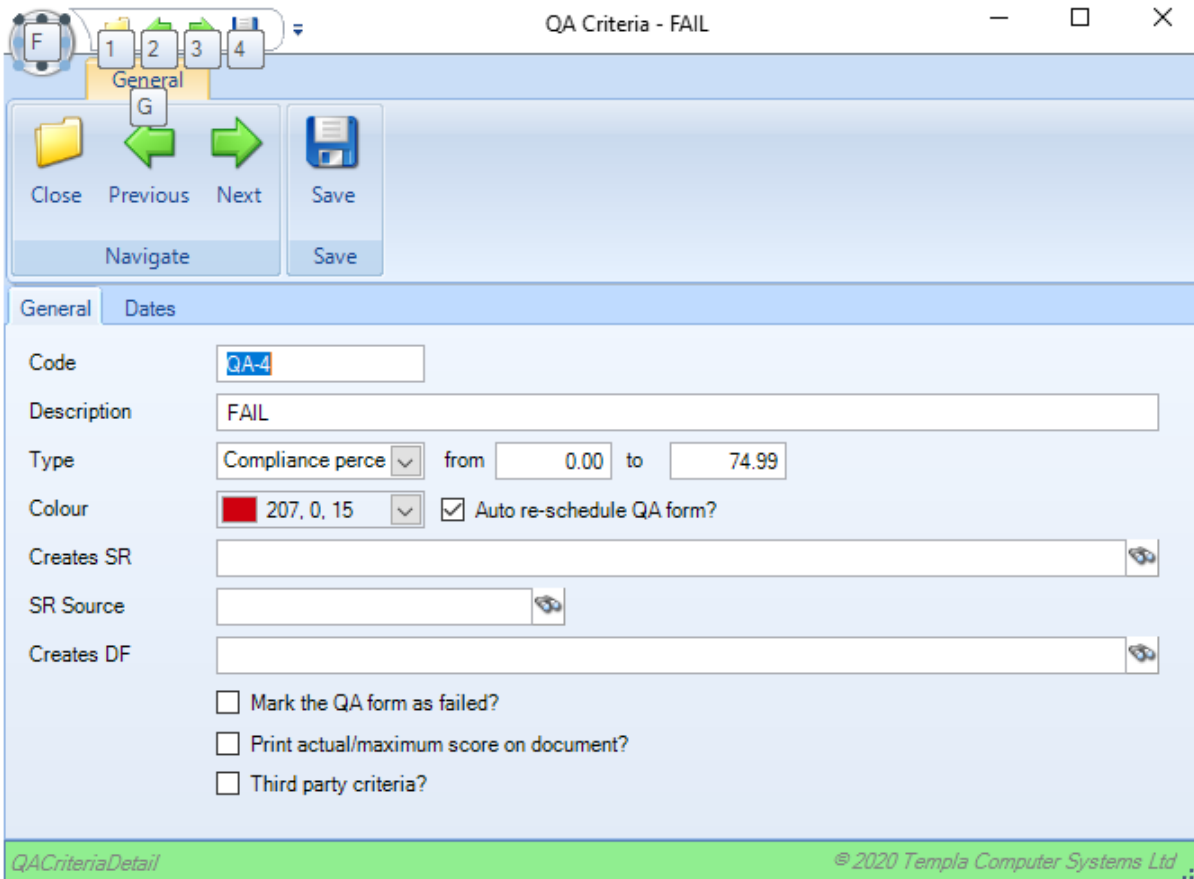 QA Criteria - FAIL
F 1 2 3 4
General
G
Close Previous Next Save
Navigate Save
General Dates
Code QA-4
Description FAIL
Type Compliance perce from 0.00 to 74.99
Colour 207, 0, 15 Auto re-schedule QA form?
Creates SR
SR Source
Creates DF
Mark the QA form as failed?
Print actual/maximum score on document?
Third party criteria?
QACriteriaDetail © 2020 Templa Computer Systems Ltd